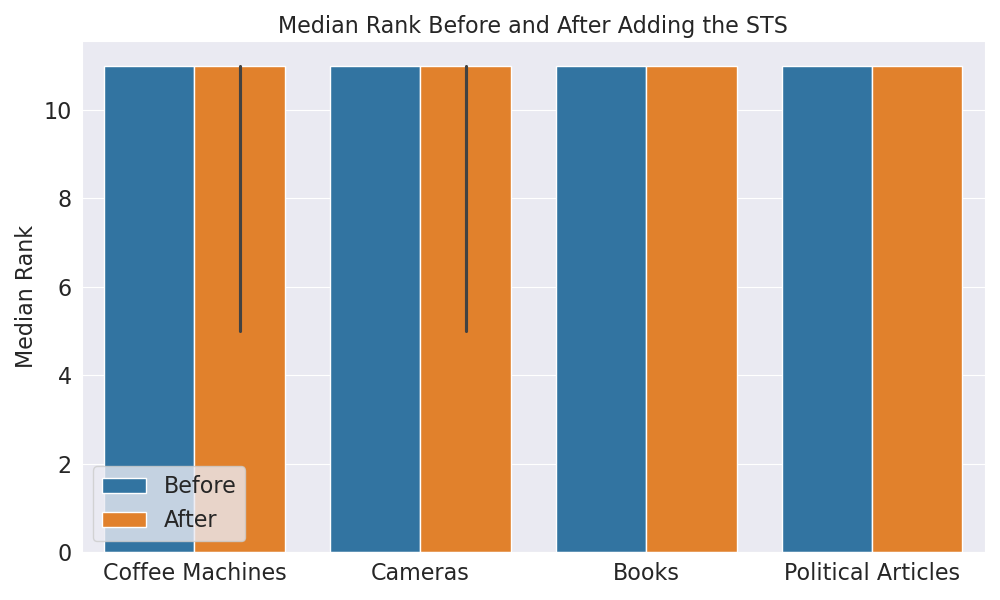 Median Rank Before and After Adding the STS
Median Rank
10
8
6
4
2
0
Before
After
Coffee Machines
Cameras
Books
Political Articles